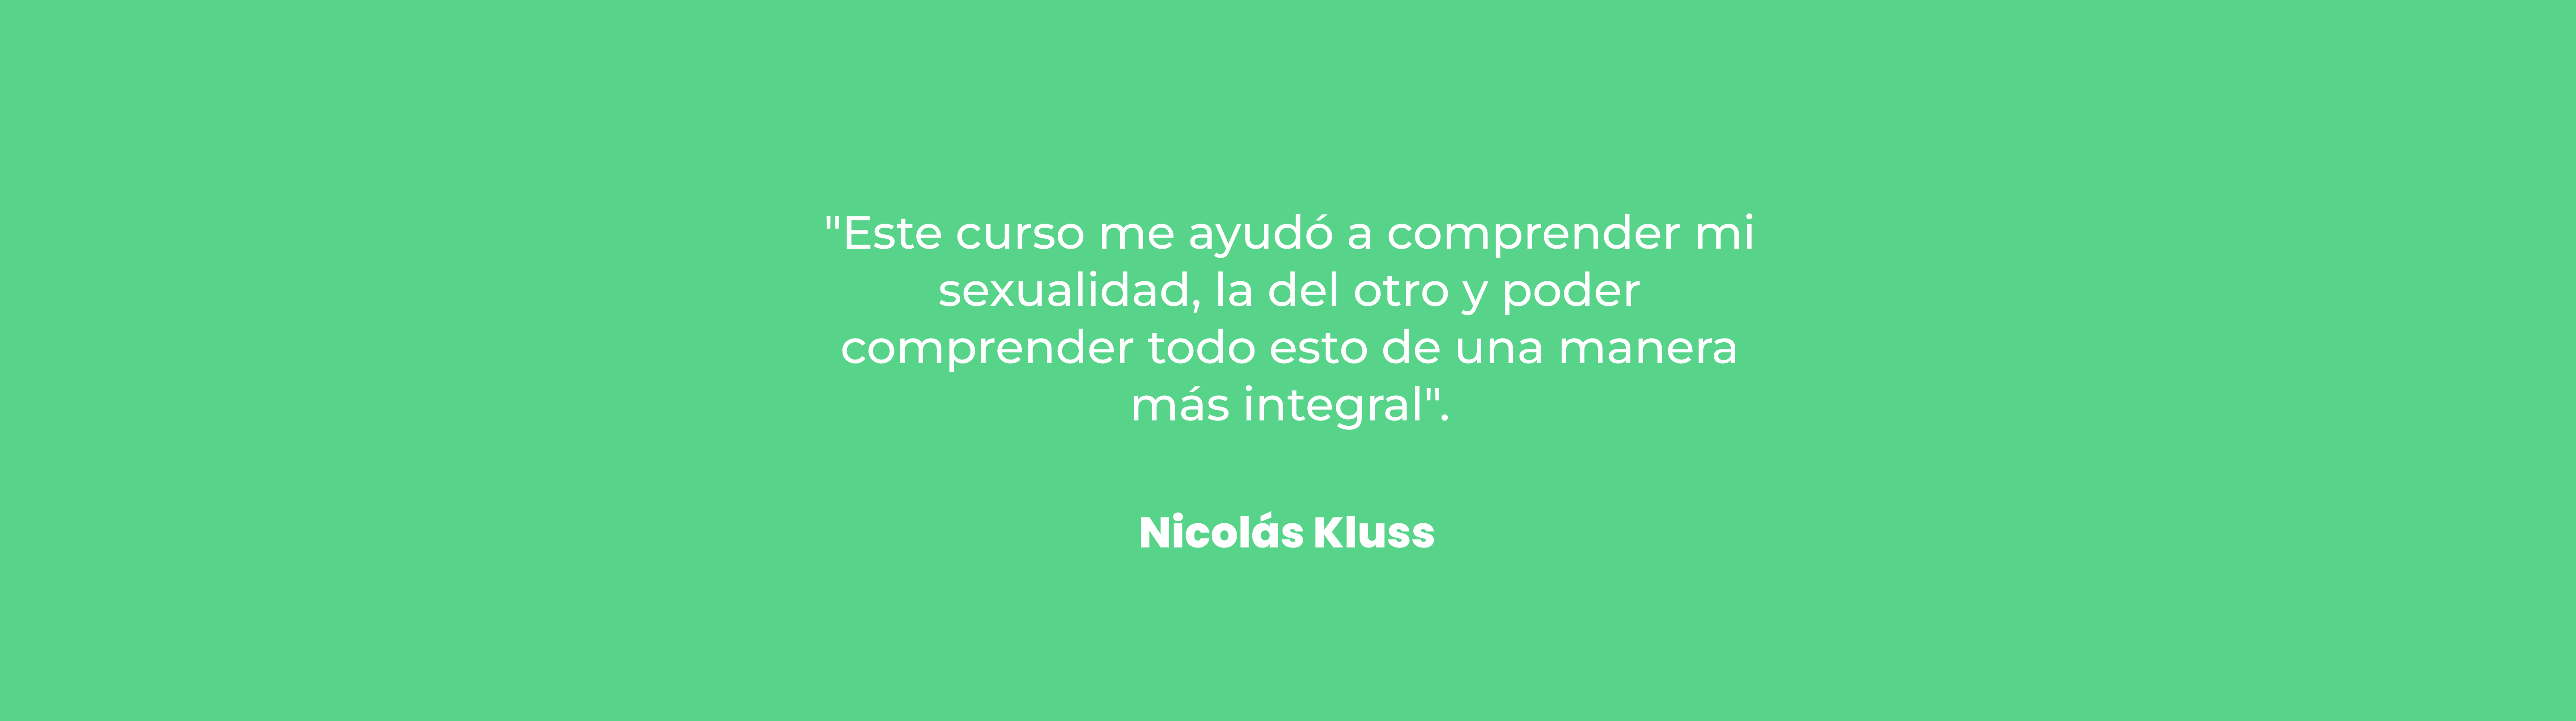 "Este curso me ayudó a comprender mi
sexualidad, la del otro y poder
comprender todo esto de una manera
más integral".
Nicolás Kluss